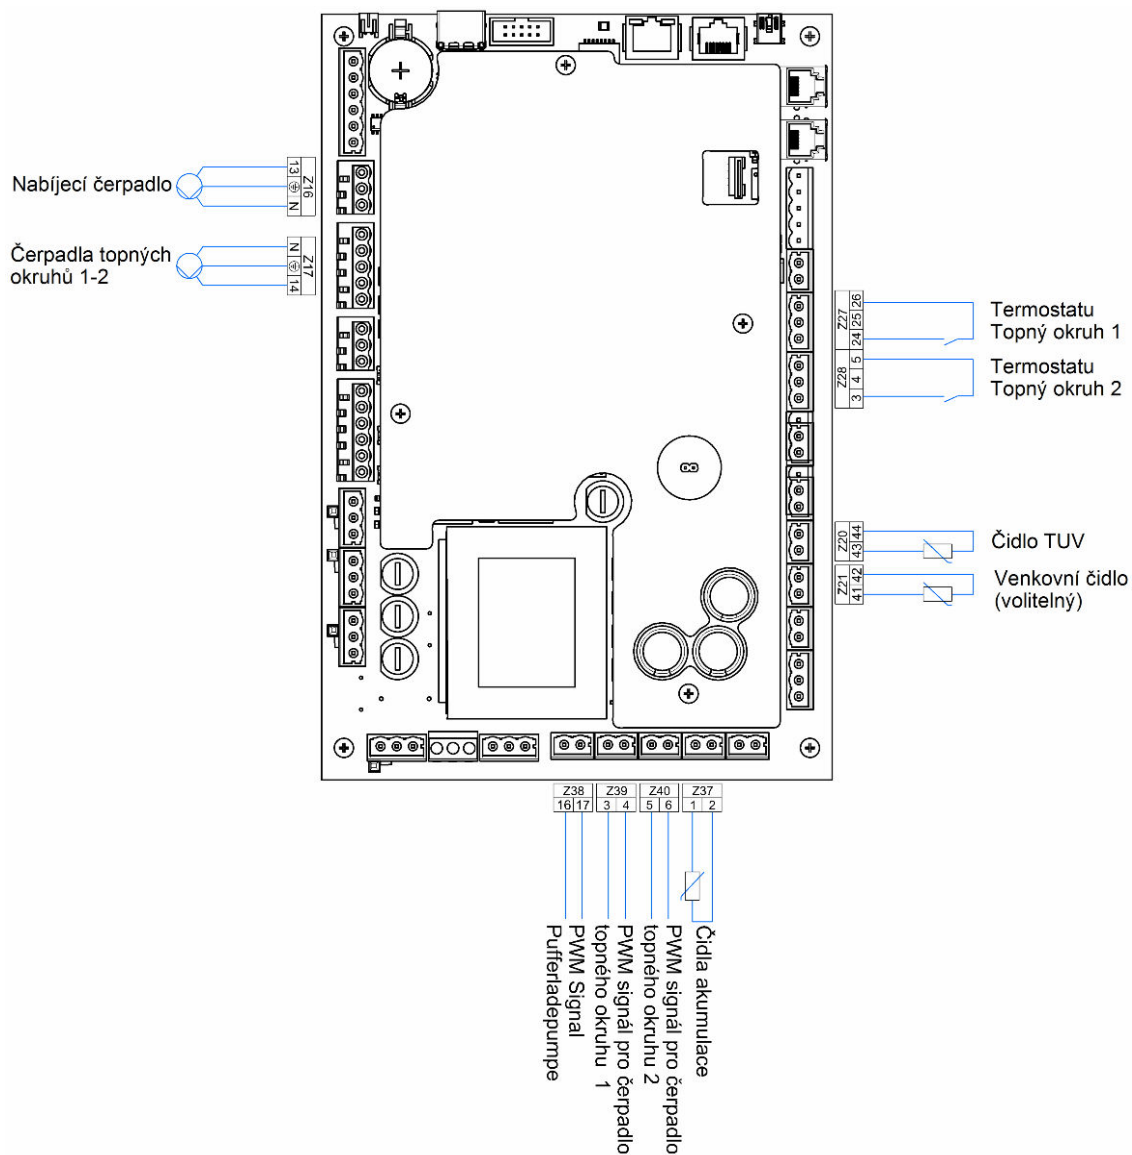 Nabíjecí čerpadlo
13
N
Z16
Čerpadla topných
okruhů 1-2
N
14
Z17
Z27
24 25 26
Termostatu
Topný okruh 1
Z28
3 4 5
Termostatu
Topný okruh 2
Z20
43 44
Čidlo TUV
Z21
41 42
Venkovní čidlo
(volitelný)
Z38
16 17
Z39
3 4
Z40
5 6
Z37
1 2
Čidla akumulace
PWM signál pro čerpadlo
topného okruhu 2
PWM signál pro čerpadlo
topného okruhu 1
PWM Signal
Pufferladepumpe